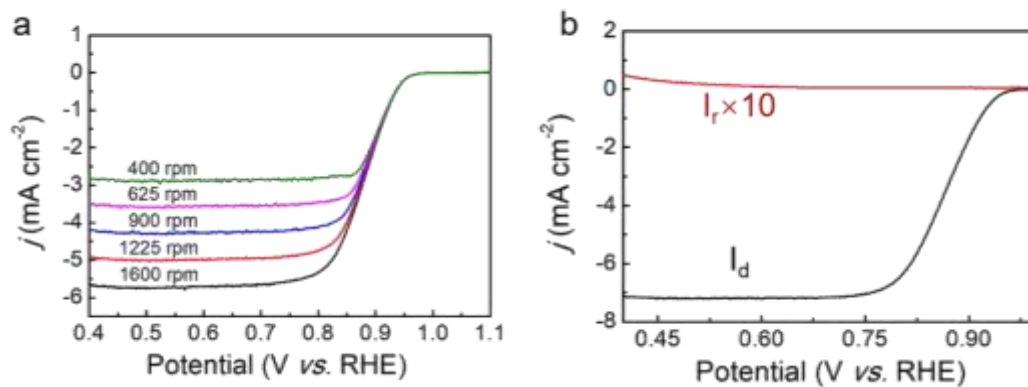 a
1
0
-1
-2
-3
-4
-5
-6
j (mA cm-2)
400 rpm
625 rpm
900 rpm
1225 rpm
1600 rpm
0.4 0.5 0.6 0.7 0.8 0.9 1.0 1.1
Potential (V vs. RHE)
b
2
0
-2
-4
-6
-8
j (mA cm-2)
Ir×10
Id
0.45 0.60 0.75 0.90
Potential (V vs. RHE)